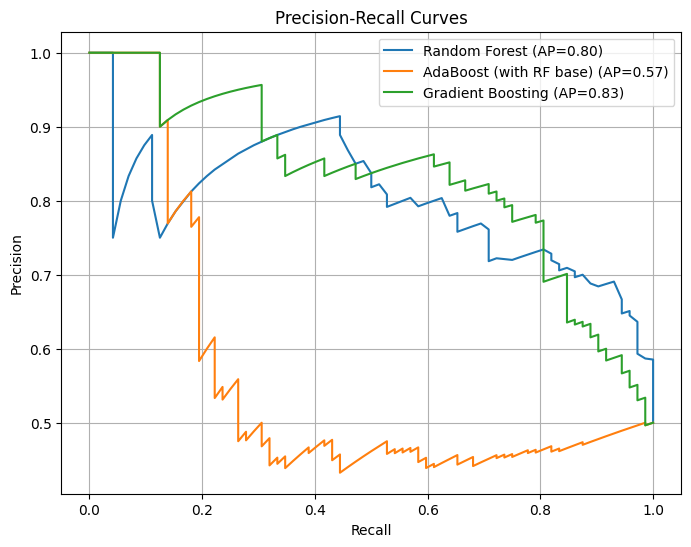 Precision-Recall Curves
Random Forest (AP=0.80)
AdaBoost (with RF base) (AP=0.57)
Gradient Boosting (AP=0.83)
Precision
1.0
0.9
0.8
0.7
0.6
0.5
0.0 0.2 0.4 0.6 0.8 1.0
Recall